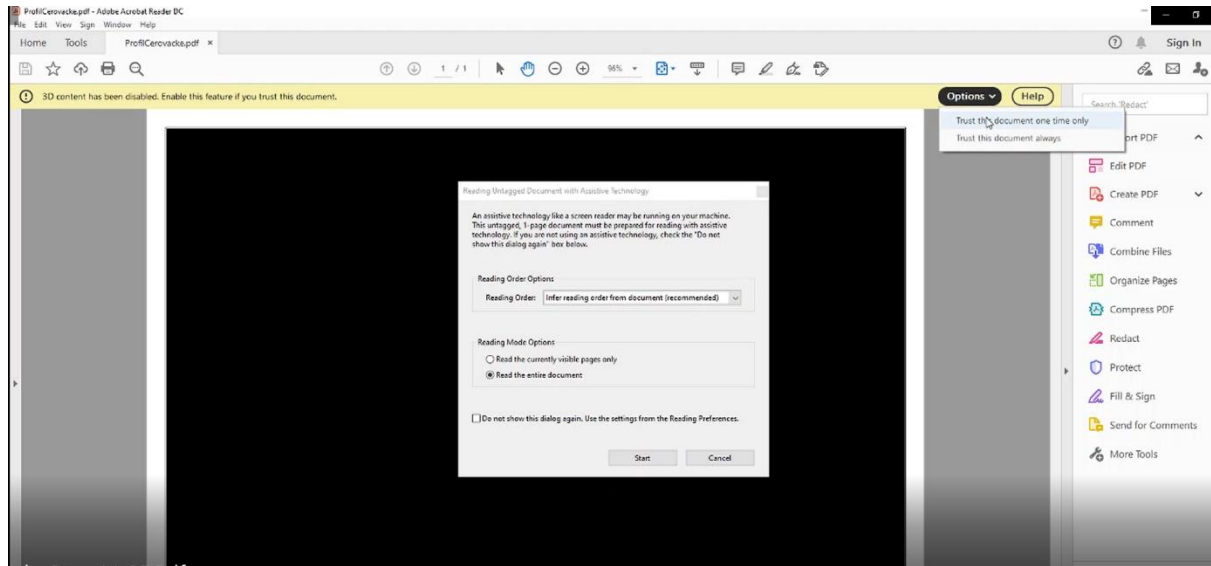 ProfilCerovacke.pdf - Adobe Acrobat Reader DC
File Edit View Sign Window Help
Home Tools ProfilCerovacke.pdf × Sign In
1 / 1 96%
3D content has been disabled. Enable this feature if you trust this document. Options Help
Search 'Redact'
Trust this document one time only
Trust this document always
ort PDF
Edit PDF
Create PDF
Comment
Combine Files
Organize Pages
Compress PDF
Redact
Protect
Fill & Sign
Send for Comments
More Tools
Reading Untagged Document with Assistive Technology
An assistive technology like a screen reader may be running on your machine.
This untagged, 1-page document must be prepared for reading with assistive
technology. If you are not using an assistive technology, check the "Do not
show this dialog again" box below.
Reading Order Options
Reading Order: Infer reading order from document (recommended)
Reading Mode Options
Read the currently visible pages only
Read the entire document
Do not show this dialog again. Use the settings from the Reading Preferences.
Start Cancel